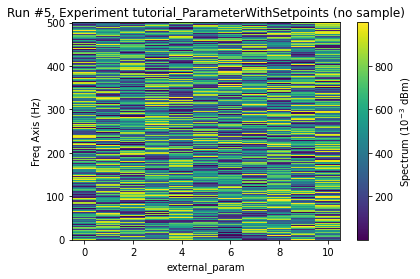 Run #5, Experiment tutorial_ParameterWithSetpoints (no sample)
500
400
300
200
100
0
Freq Axis (Hz)
0 2 4 6 8 10
external_param
800
600
400
200
Spectrum (10⁻³ dBm)